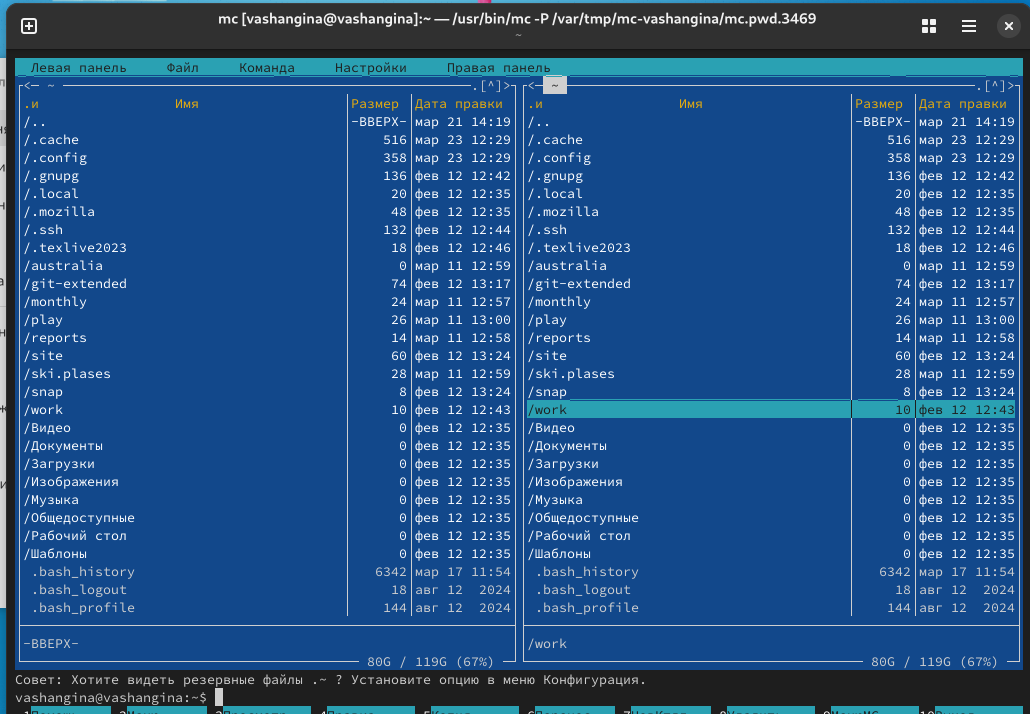 mc [vashangina@vashangina]:~ — /usr/bin/mc -P /var/tmp/mc-vashangina/mc.pwd.3469
~
Левая панель Файл Команда Настройки Правая панель
<— ~ .[^]> <— ~ .[^]>
.и Имя Размер Дата правки .и Имя Размер Дата правки
/.. -ВВЕРХ- мар 21 14:19 /.. -ВВЕРХ- мар 21 14:19
/.cache 516 мар 23 12:29 /.cache 516 мар 23 12:29
/.config 358 мар 23 12:29 /.config 358 мар 23 12:29
/.gnupg 136 фев 12 12:42 /.gnupg 136 фев 12 12:42
/.local 20 фев 12 12:35 /.local 20 фев 12 12:35
/.mozilla 48 фев 12 12:35 /.mozilla 48 фев 12 12:35
/.ssh 132 фев 12 12:44 /.ssh 132 фев 12 12:44
/.texlive2023 18 фев 12 12:46 /.texlive2023 18 фев 12 12:46
/australia 0 мар 11 12:59 /australia 0 мар 11 12:59
/git-extended 74 фев 12 13:17 /git-extended 74 фев 12 13:17
/monthly 24 мар 11 12:57 /monthly 24 мар 11 12:57
/play 26 мар 11 13:00 /play 26 мар 11 13:00
/reports 14 мар 11 12:58 /reports 14 мар 11 12:58
/site 60 фев 12 13:24 /site 60 фев 12 13:24
/ski.plases 28 мар 11 12:59 /ski.plases 28 мар 11 12:59
/snap 8 фев 12 13:24 /snap 8 фев 12 13:24
/work 10 фев 12 12:43 /work 10 фев 12 12:43
/Видео 0 фев 12 12:35 /Видео 0 фев 12 12:35
/Документы 0 фев 12 12:35 /Документы 0 фев 12 12:35
/Загрузки 0 фев 12 12:35 /Загрузки 0 фев 12 12:35
/Изображения 0 фев 12 12:35 /Изображения 0 фев 12 12:35
/Музыка 0 фев 12 12:35 /Музыка 0 фев 12 12:35
/Общедоступные 0 фев 12 12:35 /Общедоступные 0 фев 12 12:35
/Рабочий стол 0 фев 12 12:35 /Рабочий стол 0 фев 12 12:35
/Шаблоны 0 фев 12 12:35 /Шаблоны 0 фев 12 12:35
.bash_history 6342 мар 17 11:54 .bash_history 6342 мар 17 11:54
.bash_logout 18 авг 12 2024 .bash_logout 18 авг 12 2024
.bash_profile 144 авг 12 2024 .bash_profile 144 авг 12 2024
-ВВЕРХ- /work
80G / 119G (67%) 80G / 119G (67%)
Совет: Хотите видеть резервные файлы .~ ? Установите опцию в меню Конфигурация.
vashangina@vashangina:~$